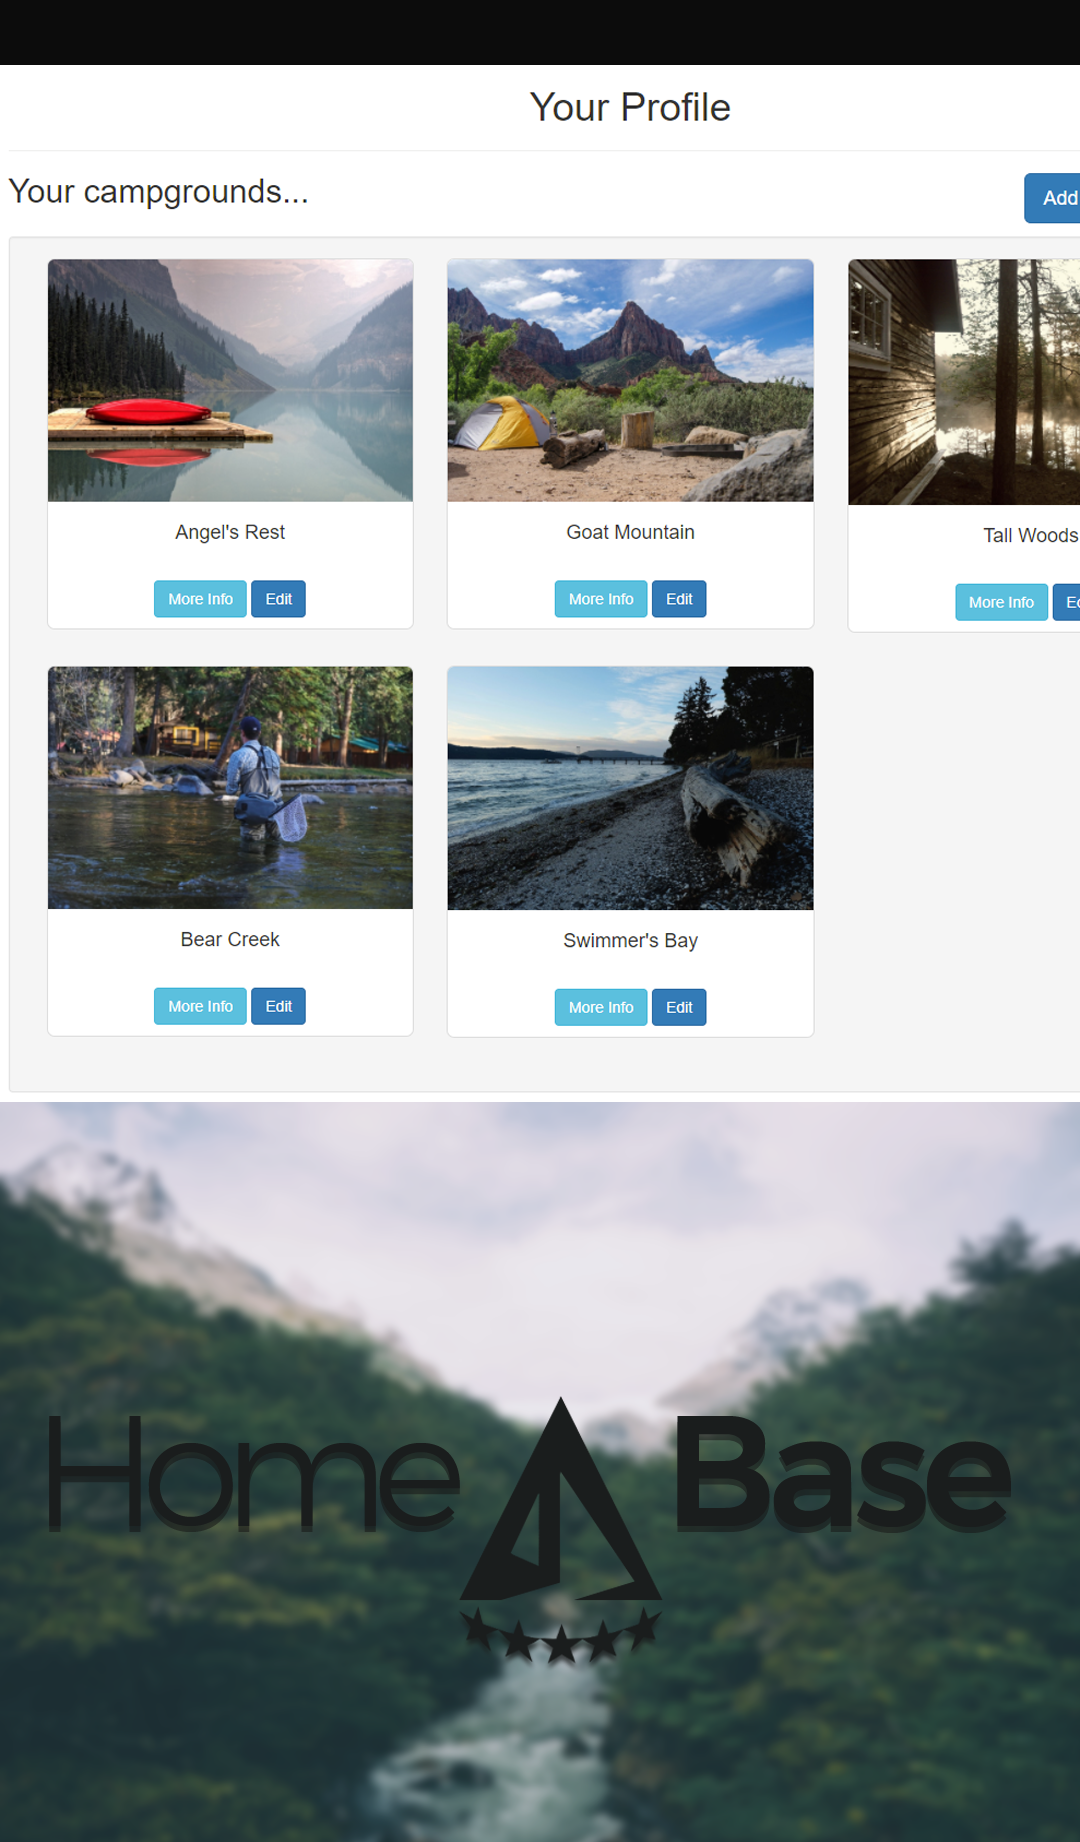 Your Profile
Your campgrounds...
Add
Angel's Rest
Goat Mountain
Tall Woods
More Info Edit
More Info Edit
More Info
Bear Creek
Swimmer's Bay
More Info Edit
More Info Edit
Home Base